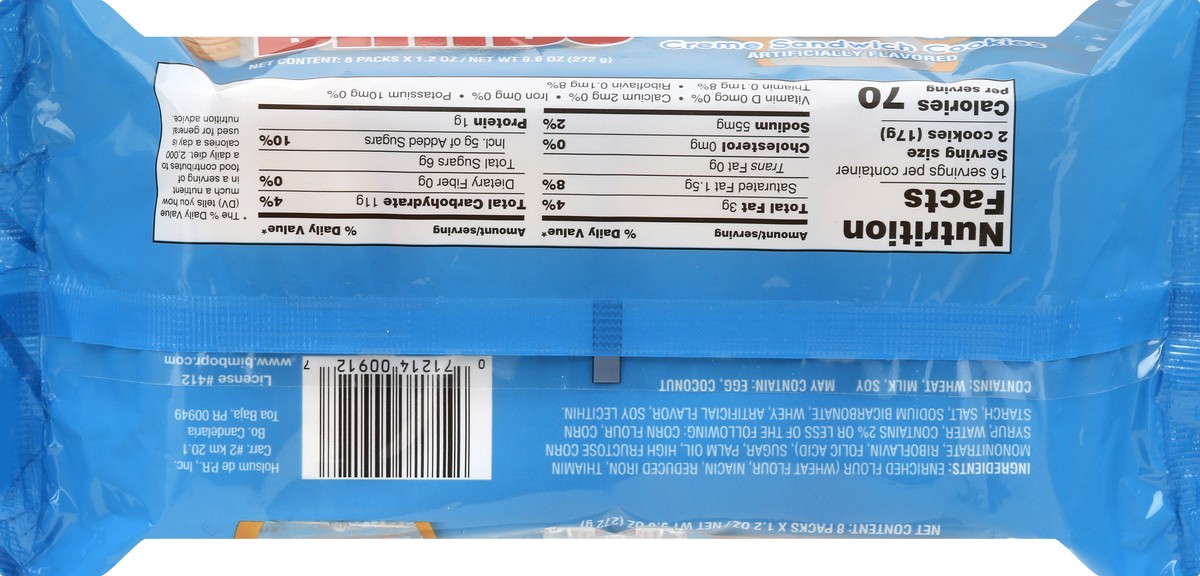 Creme Sandwich Cookies
ARTIFICIALLY FLAVORED
NET CONTENT: 8 PACKS X 1.2 OZ / NET WT 9.6 OZ (272 g)
Nutrition
Facts
16 servings per container
Serving size
2 cookies (17g)
Calories 70
per serving
Amount/serving % Daily Value*
Total Fat 3g 4%
Saturated Fat 1.5g 8%
Trans Fat 0g
Cholesterol 0mg 0%
Sodium 55mg 2%
Amount/serving % Daily Value*
Total Carbohydrate 11g 4%
Dietary Fiber 0g 0%
Total Sugars 6g
Incl. 5g of Added Sugars 10%
Protein 1g
Vitamin D 0mcg 0% • Calcium 2mg 0% • Iron 0mg 0% • Potassium 10mg 0%
Thiamin 0.1mg 8% • Riboflavin 0.1mg 8%
* The % Daily Value
(DV) tells you how
much a nutrient
in a serving of
food contributes to
a daily diet. 2,000
calories a day is
used for general
nutrition advice.
INGREDIENTS: ENRICHED FLOUR (WHEAT FLOUR, NIACIN, REDUCED IRON, THIAMIN
MONONITRATE, RIBOFLAVIN, FOLIC ACID), SUGAR, PALM OIL, HIGH FRUCTOSE CORN
SYRUP, WATER, CONTAINS 2% OR LESS OF THE FOLLOWING: CORN FLOUR, CORN
STARCH, SALT, SODIUM BICARBONATE, WHEY, ARTIFICIAL FLAVOR, SOY LECITHIN.
CONTAINS: WHEAT, MILK, SOY MAY CONTAIN: EGG, COCONUT
0 71214 00912 7
Holsum de PR, Inc.
Carr. #2 km 20.1
Bo. Candelaria
Toa Baja, PR 00949
License #412
www.bimbopr.com
NET CONTENT: 8 PACKS X 1.2 OZ / NET WT 9.6 OZ (272 g)